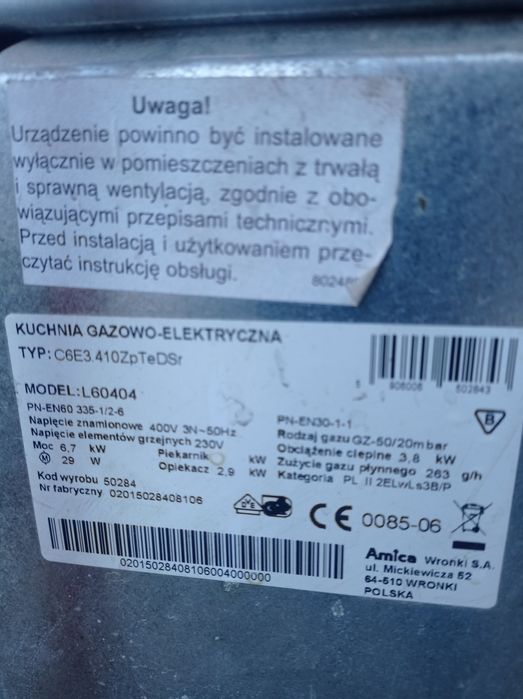 Uwaga!
Urządzenie powinno być instalowane
wyłącznie w pomieszczeniach z trwałą
i sprawną wentylacją, zgodnie z obo-
wiązującymi przepisami technicznymi.
Przed instalacją i użytkowaniem prze-
czytać instrukcję obsługi.
KUCHNIA GAZOWO-ELEKTRYCZNA
TYP: C6E3.410ZpTeDSr
5 906006 502843
MODEL: L60404
PN-EN60 335-1/2-6
Napięcie znamionowe 400V 3N~50Hz
Napięcie elementów grzejnych 230V
Moc 6,7 kW Piekarnik kW
M 29 W Opiekacz 2,9 kW
Kod wyrobu 50284
Nr fabryczny 02015028408106
B
PN-EN30-1-1
Rodzaj gazu GZ-50/20mbar
Obciążenie cieplne 3,8 kW
Zużycie gazu płynnego 263 g/h
Kategoria PL II 2ELwLs3B/P
CE 0085-06
02015028408106004000000
Amica Wronki S.A.
ul. Mickiewicza 52
64-510 WRONKI
POLSKA